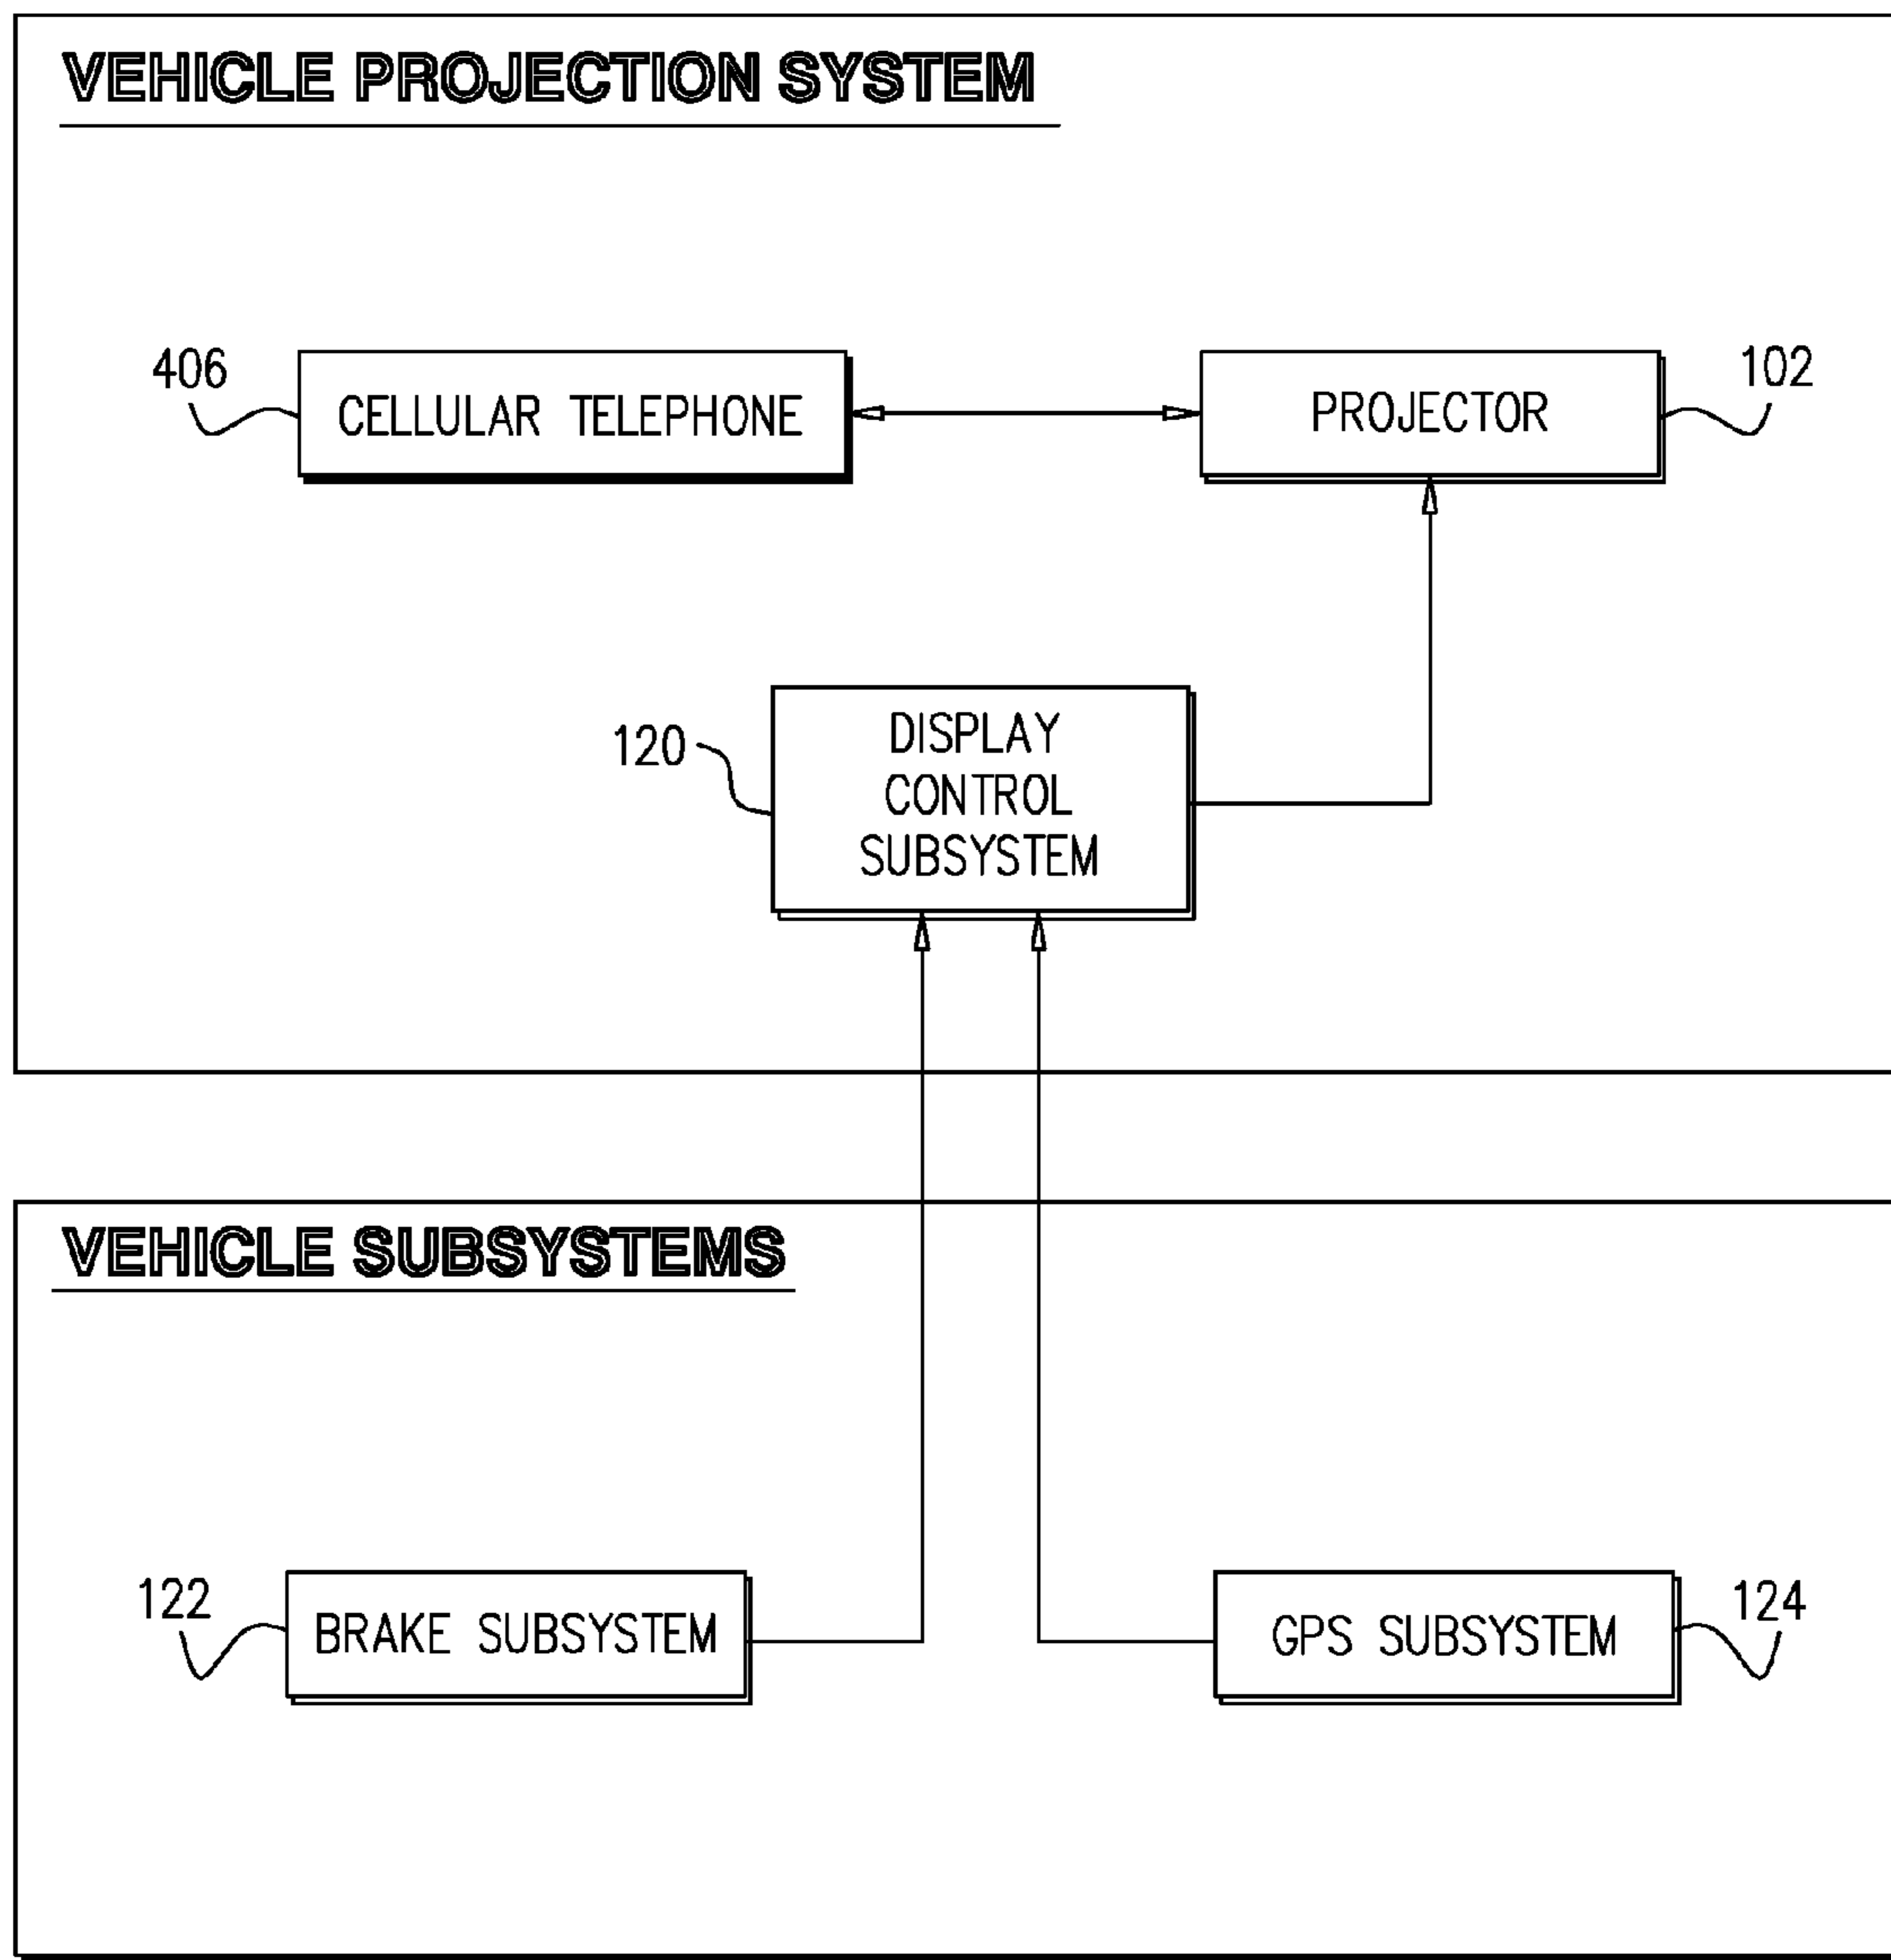 VEHICLE PROJECTION SYSTEM
406
CELLULAR TELEPHONE
PROJECTOR
102
120
DISPLAY
CONTROL
SUBSYSTEM
VEHICLE SUBSYSTEMS
122
BRAKE SUBSYSTEM
GPS SUBSYSTEM
124